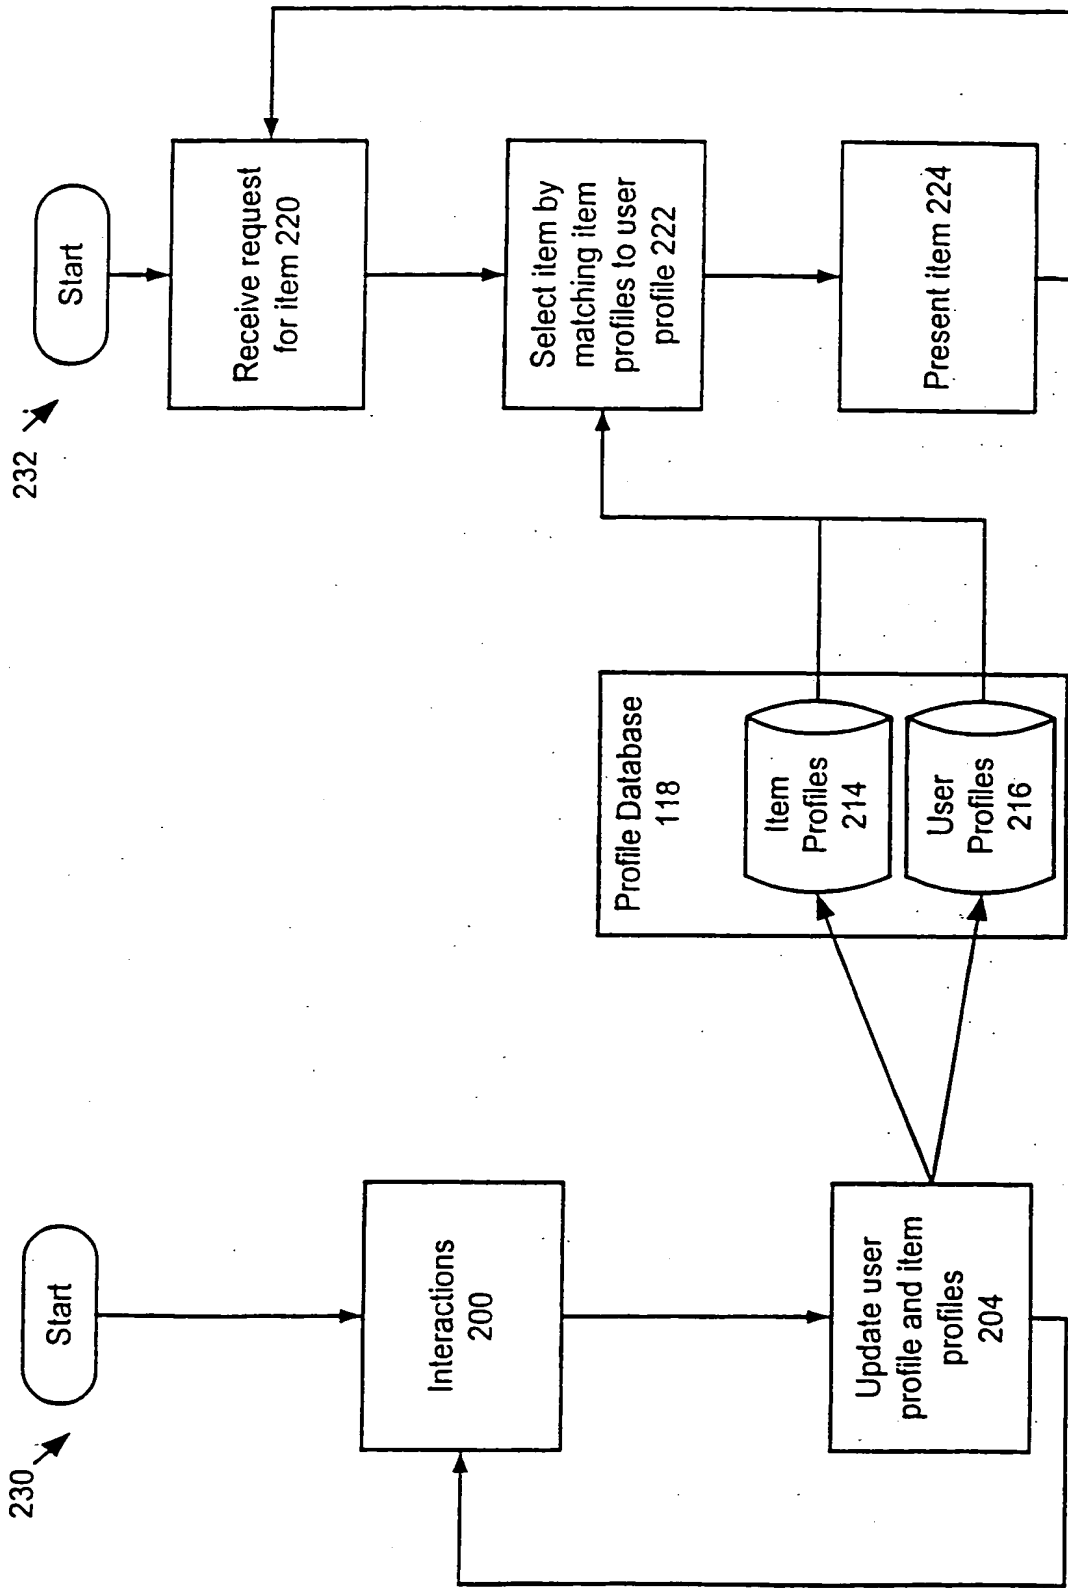 230
Start
Interactions
200
Update user
profile and item
profiles
204
Profile Database
118
Item
Profiles
214
User
Profiles
216
232
Start
Receive request
for item 220
Select item by
matching item
profiles to user
profile 222
Present item 224